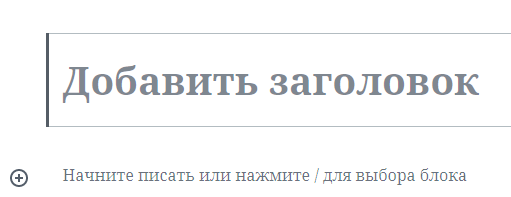 Добавить заголовок
Начните писать или нажмите / для выбора блока